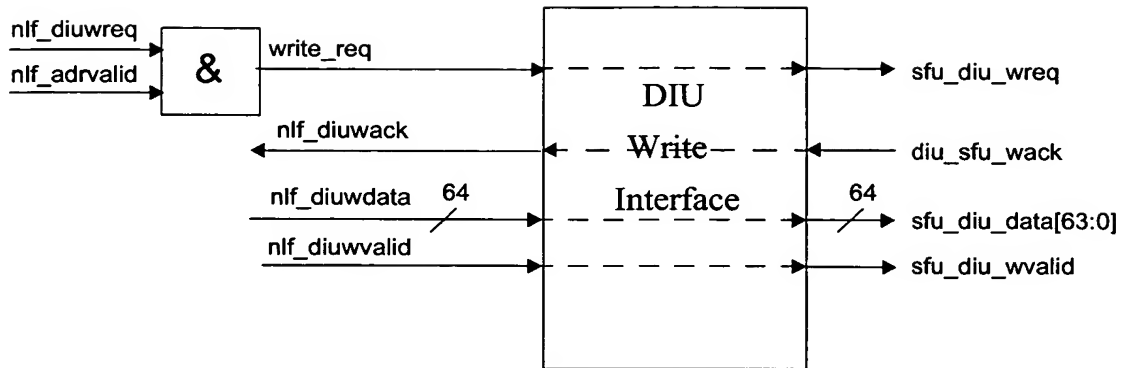 nlf_diuwreq
nlf_adrvalid
&
write_req
sfu_diu_wreq
DIU
Write
Interface
nlf_diuwack
diu_sfu_wack
nlf_diuwdata
64
64
sfu_diu_data[63:0]
nlf_diuwvalid
sfu_diu_wvalid